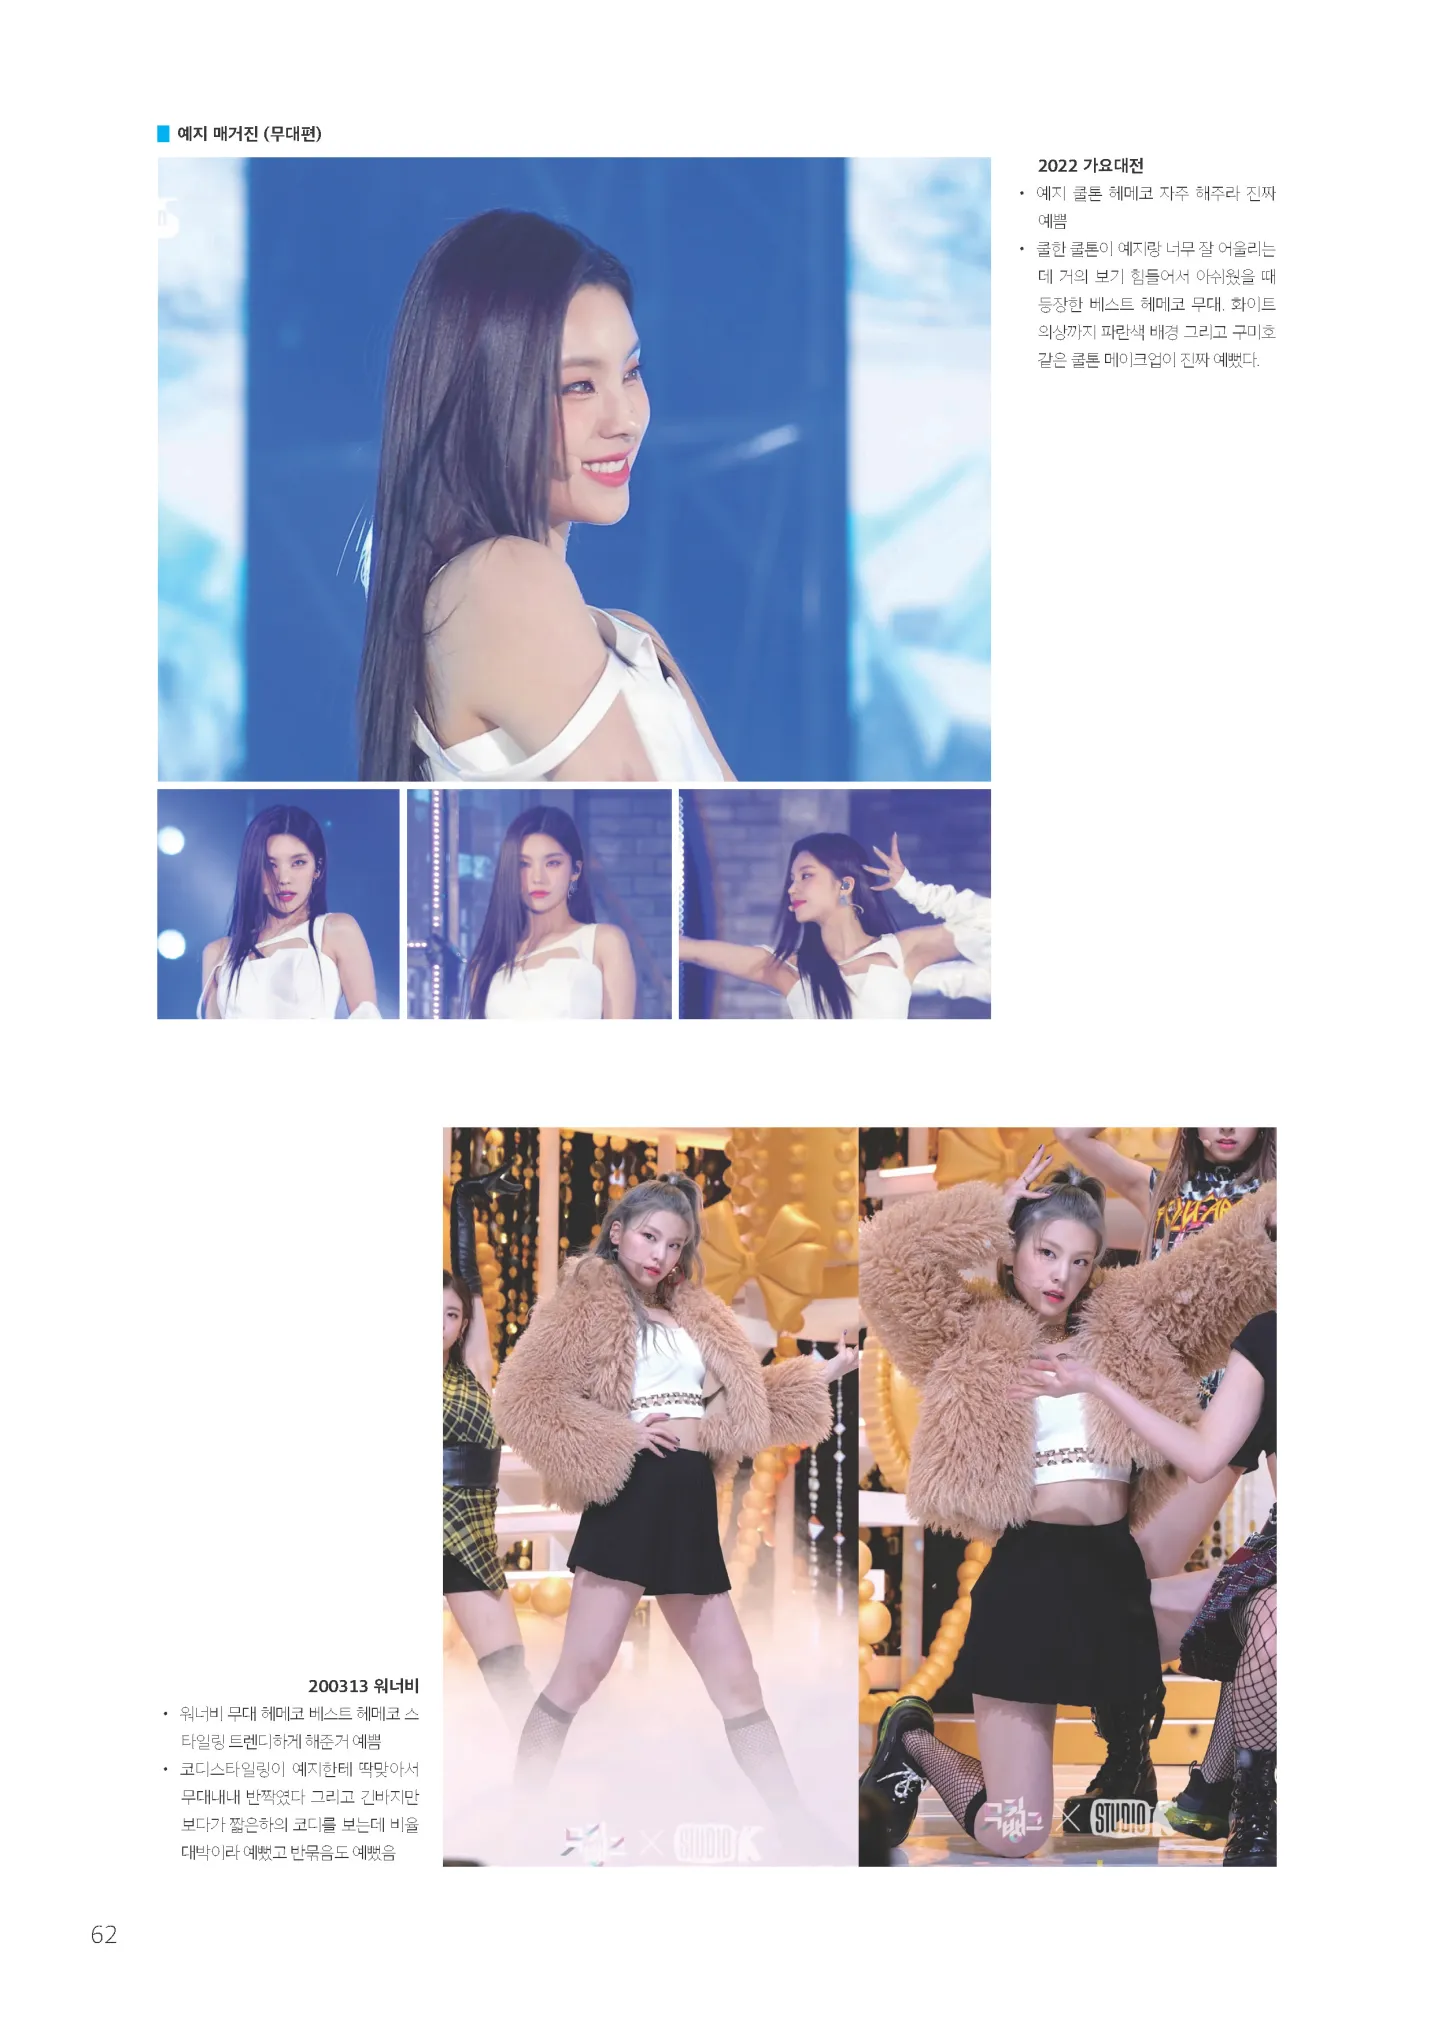 예지 매거진 (무대편)
2022 가요대전
• 예지 쿨톤 헤메코 자주 해주라 진짜
예쁨
• 쿨한 쿨톤이 예지랑 너무 잘 어울리는
데 거의 보기 힘들어서 아쉬웠을 때
등장한 베스트 헤메코 무대. 화이트
의상까지 파란색 배경 그리고 구미호
같은 쿨톤 메이크업이 진짜 예뻤다.
200313 워너비
• 워너비 무대 헤메코 베스트 헤메코 스
타일링 트렌디하게 해준거 예쁨
• 코디스타일링이 예지한테 딱맞아서
무대내내 반짝였다 그리고 긴바지만
보다가 짧은하의 코디를 보는데 비율
대박이라 예뻤고 반묶음도 예뻤음
뮤직뱅크 X STUDIO K
뮤직뱅크 X STUDIO K
62